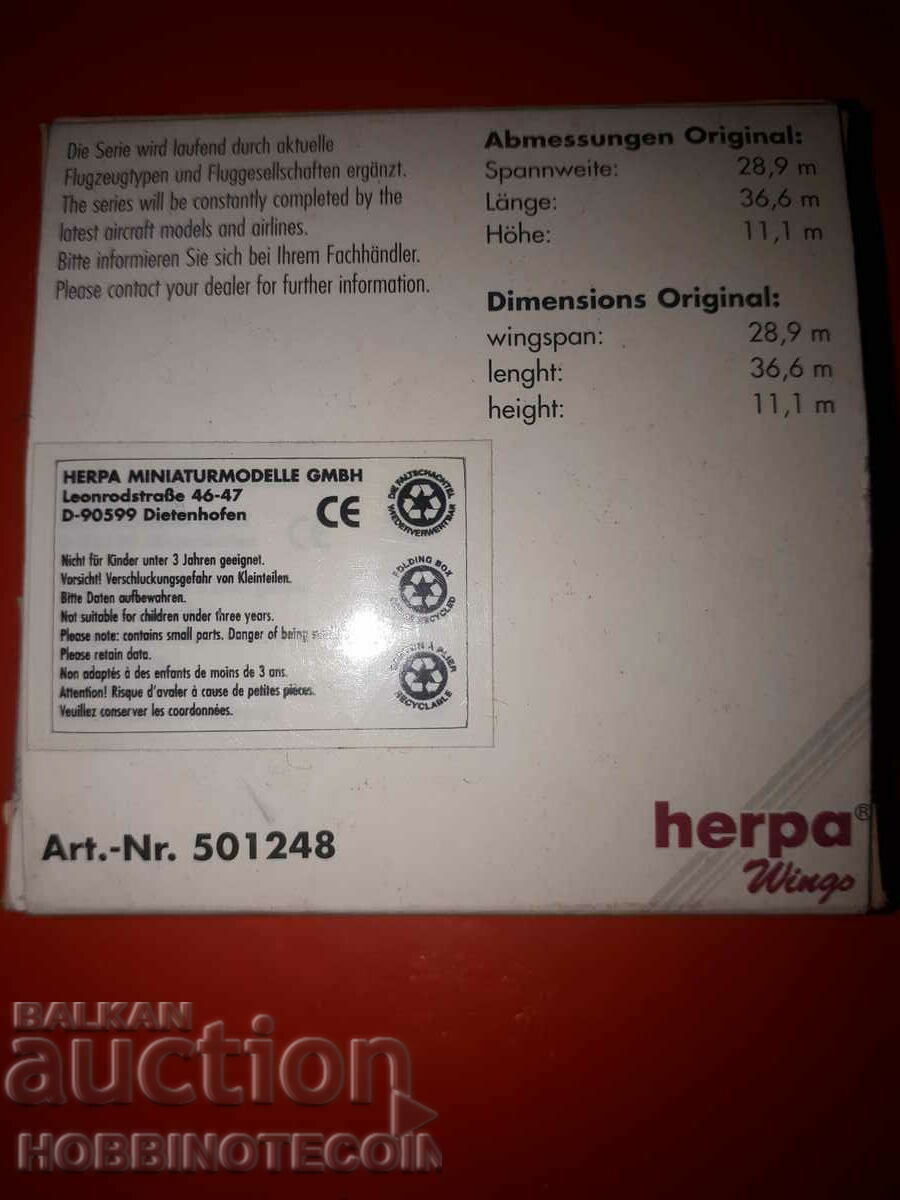 Die Serie wird laufend durch aktuelle
Flugzeugtypen und Fluggesellschaften ergänzt.
The series will be constantly completed by the
latest aircraft models and airlines.
Bitte informieren Sie sich bei Ihrem Fachhändler.
Please contact your dealer for further information.
Abmessungen Original:
Spannweite: 28,9 m
Länge: 36,6 m
Höhe: 11,1 m
Dimensions Original:
wingspan: 28,9 m
lenght: 36,6 m
height: 11,1 m
HERPA MINIATURMODELLE GMBH
Leonrodstraße 46-47
D-90599 Dietenhofen
CE
DIE FALTSCHACHTEL WIEDERVERWERTBAR
Nicht für Kinder unter 3 Jahren geeignet.
Vorsicht! Verschluckungsgefahr von Kleinteilen.
Bitte Daten aufbewahren.
Not suitable for children under three years.
Please note: contains small parts. Danger of being
Please retain data.
Non adaptés à des enfants de moins de 3 ans.
Attention! Risque d'avaler à cause de petites pièces.
Veuillez conserver les coordonnées.
FOLDING BOX
À PLIER RECYCLABLE
Art.-Nr. 501248
herpa®
Wings
BALKAN
auction
HOBBINOTECOIN